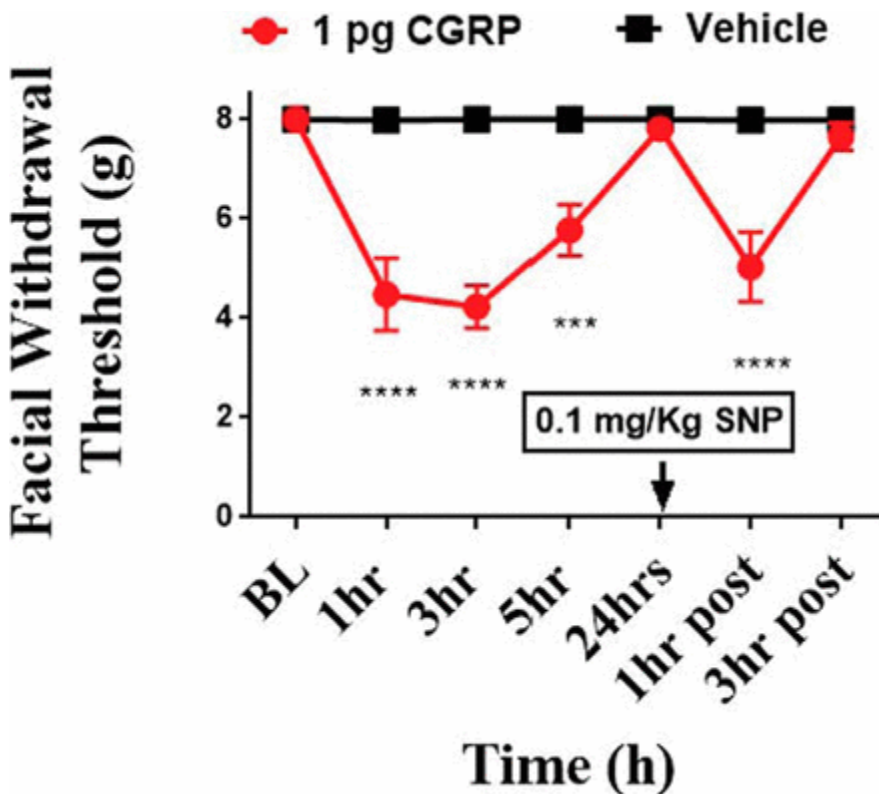 1 pg CGRP Vehicle
Facial Withdrawal
Threshold (g)
8
6
4
2
0
****
****
***
****
0.1 mg/Kg SNP
BL
1hr
3hr
5hr
24hrs
1hr post
3hr post
Time (h)